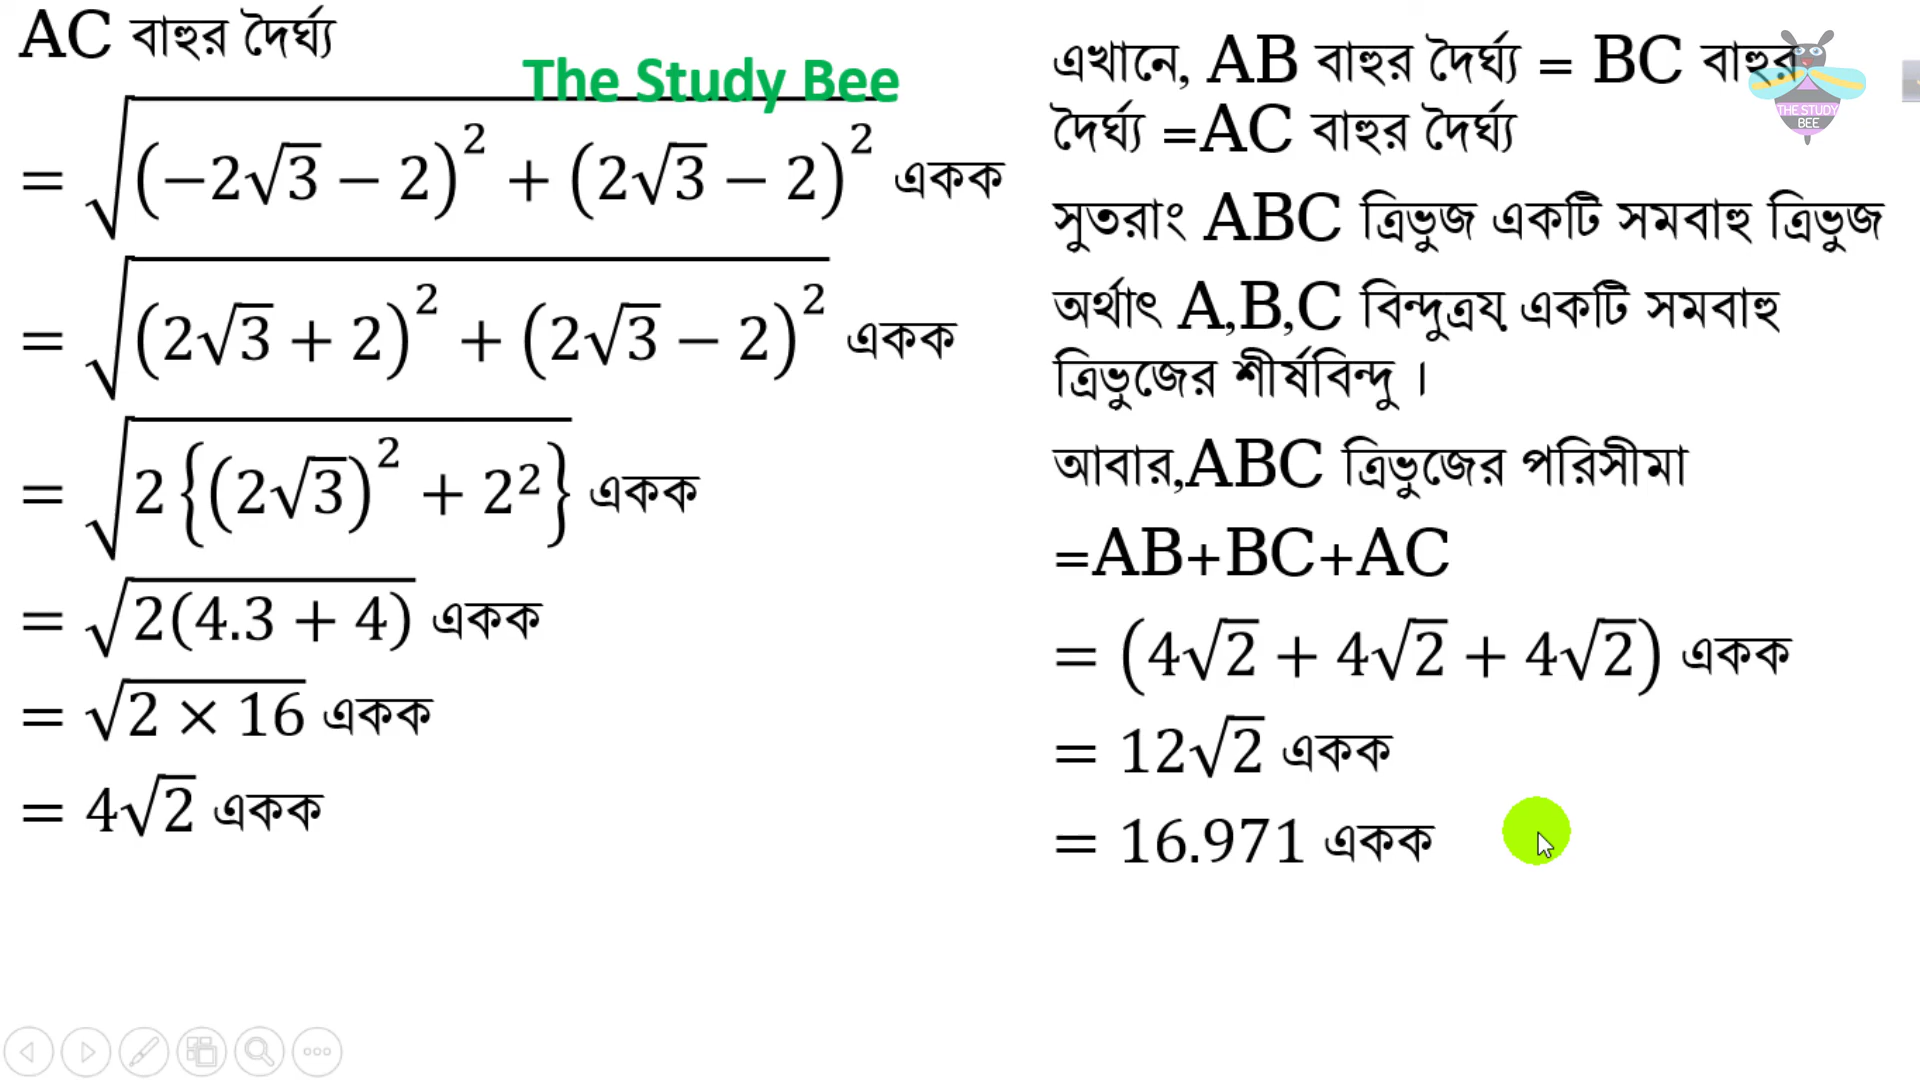 AC বাহুর দৈর্ঘ্য
The Study Bee
= √((−2√3 − 2)² + (2√3 − 2)²) একক
= √((2√3 + 2)² + (2√3 − 2)²) একক
= √(2{(2√3)² + 2²}) একক
= √(2(4.3 + 4)) একক
= √(2 × 16) একক
= 4√2 একক
এখানে, AB বাহুর দৈর্ঘ্য = BC বাহুর
দৈর্ঘ্য =AC বাহুর দৈর্ঘ্য
সুতরাং ABC ত্রিভুজ একটি সমবাহু ত্রিভুজ
অর্থাৎ A,B,C বিন্দুত্রয় একটি সমবাহু
ত্রিভুজের শীর্ষবিন্দু ।
আবার,ABC ত্রিভুজের পরিসীমা
=AB+BC+AC
= (4√2 + 4√2 + 4√2) একক
= 12√2 একক
= 16.971 একক
THE STUDY
BEE